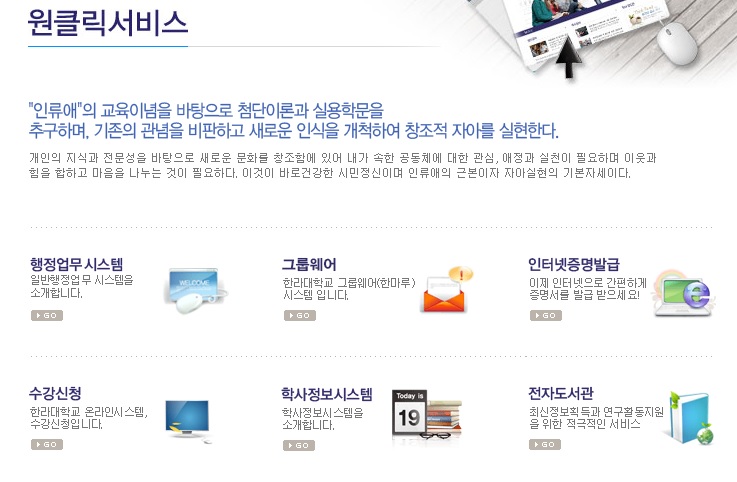 원클릭서비스
"인류애"의 교육이념을 바탕으로 첨단이론과 실용학문을
추구하며, 기존의 관념을 비판하고 새로운 인식을 개척하여 창조적 자아를 실현한다.
개인의 지식과 전문성을 바탕으로 새로운 문화를 창조함에 있어 내가 속한 공동체에 대한 관심, 애정과 실천이 필요하며 이웃과
힘을 합하고 마음을 나누는 것이 필요하다. 이것이 바로건강한 시민정신이며 인류애의 근본이자 자아실현의 기본자세이다.
행정업무시스템
일반행정업무 시스템을
소개합니다.
GO
WELCOME
그룹웨어
한라대학교 그룹웨어(한마루)
시스템 입니다.
GO
인터넷증명발급
이제 인터넷으로 간편하게
증명서를 발급 받으세요!
GO
수강신청
한라대학교 온라인시스템,
수강신청입니다.
GO
학사정보시스템
학사정보시스템을
소개합니다.
GO
Today is
19
전자도서관
최신정보획득과 연구활동지원
을 위한 적극적인 서비스
GO